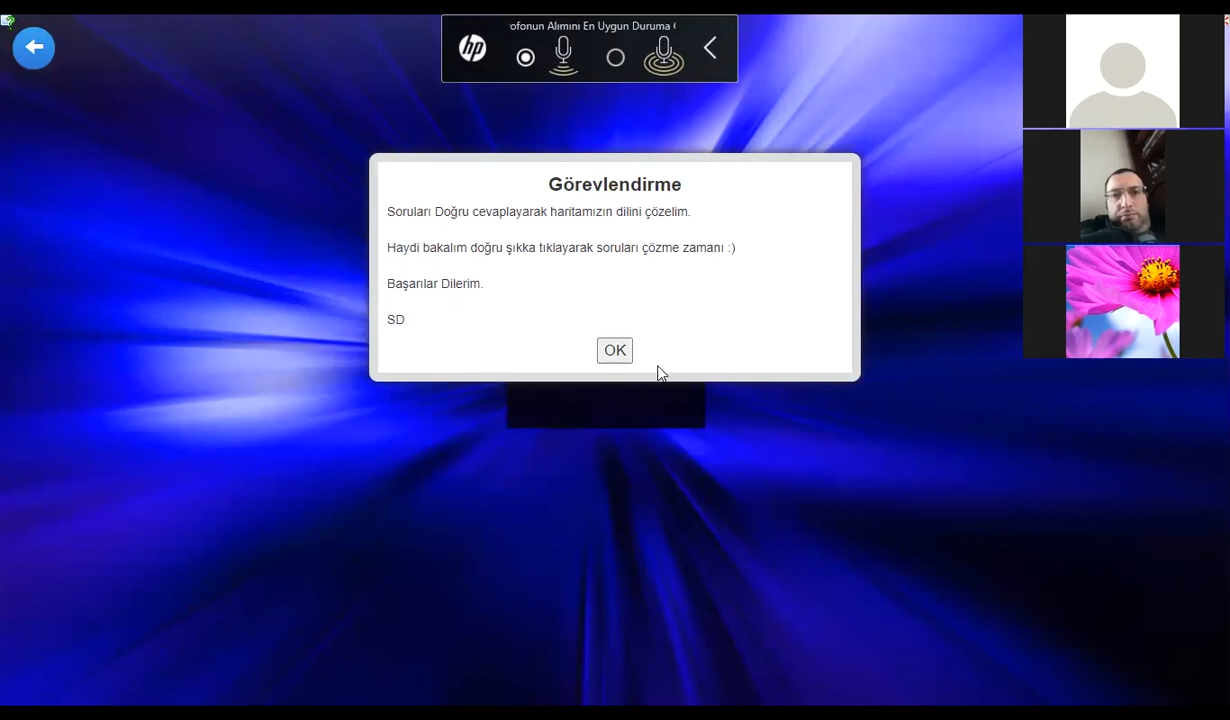 ofonun Alımını En Uygun Duruma
hp
Görevlendirme
Soruları Doğru cevaplayarak haritamızın dilini çözelim.
Haydi bakalım doğru şıkka tıklayarak soruları çözme zamanı :)
Başarılar Dilerim.
SD
OK